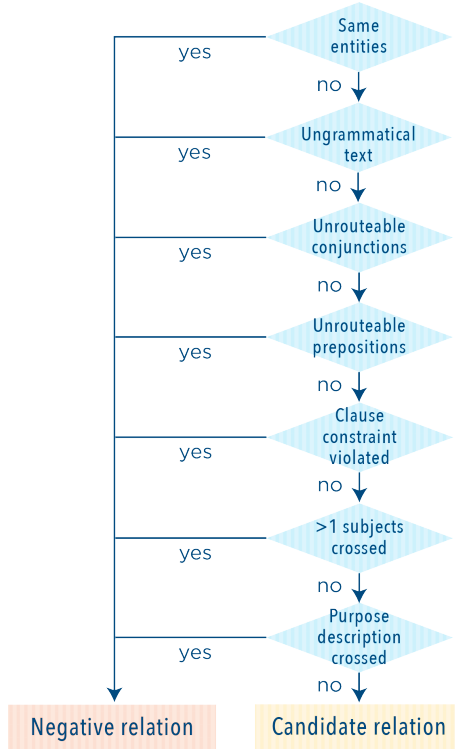 Same
entities
yes
no
Ungrammatical
text
yes
no
Unrouteable
conjunctions
yes
no
Unrouteable
prepositions
yes
no
Clause
constraint
violated
yes
no
>1 subjects
crossed
yes
no
Purpose
description
crossed
yes
no
Negative relation
Candidate relation